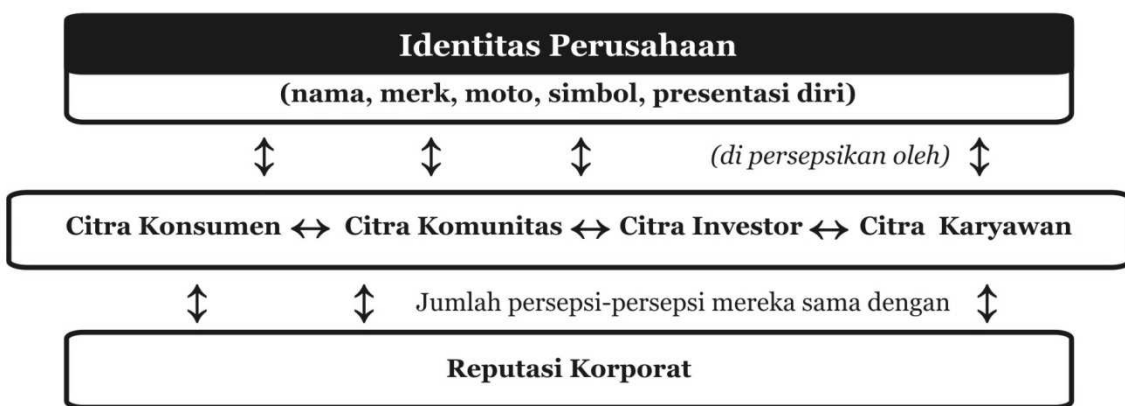 Identitas Perusahaan
(nama, merk, moto, simbol, presentasi diri)
(di persepsikan oleh)
Citra Konsumen ↔ Citra Komunitas ↔ Citra Investor ↔ Citra Karyawan
Jumlah persepsi-persepsi mereka sama dengan
Reputasi Korporat